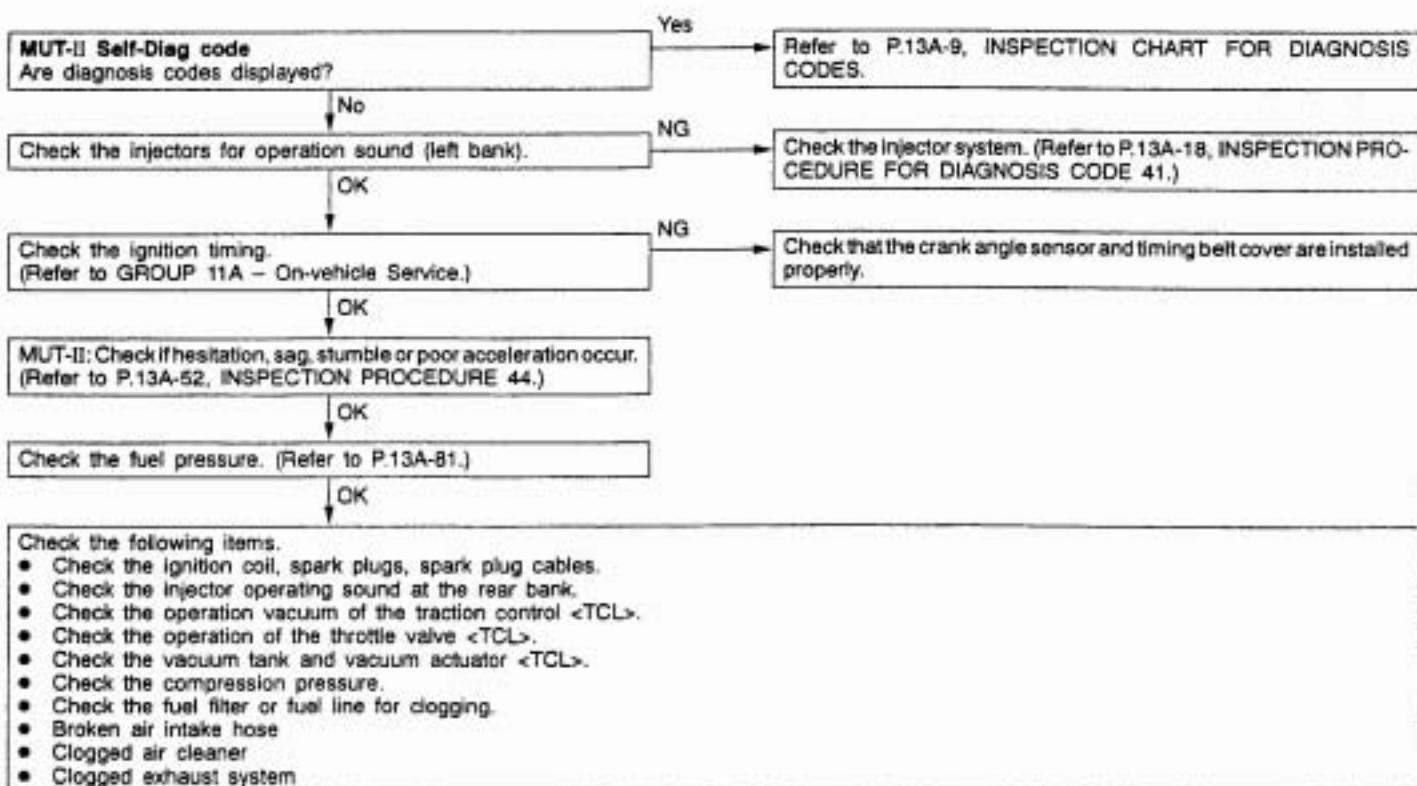 Yes
MUT-II Self-Diag code
Are diagnosis codes displayed?
Refer to P.13A-9, INSPECTION CHART FOR DIAGNOSIS
CODES.
No
NG
Check the injectors for operation sound (left bank).
Check the injector system. (Refer to P.13A-18, INSPECTION PRO-
CEDURE FOR DIAGNOSIS CODE 41.)
OK
NG
Check the ignition timing.
(Refer to GROUP 11A – On-vehicle Service.)
Check that the crank angle sensor and timing belt cover are installed
properly.
OK
MUT-II: Check if hesitation, sag, stumble or poor acceleration occur.
(Refer to P.13A-52, INSPECTION PROCEDURE 44.)
OK
Check the fuel pressure. (Refer to P.13A-81.)
OK
Check the following items.
● Check the ignition coil, spark plugs, spark plug cables.
● Check the injector operating sound at the rear bank.
● Check the operation vacuum of the traction control <TCL>.
● Check the operation of the throttle valve <TCL>.
● Check the vacuum tank and vacuum actuator <TCL>.
● Check the compression pressure.
● Check the fuel filter or fuel line for clogging.
● Broken air intake hose
● Clogged air cleaner
● Clogged exhaust system